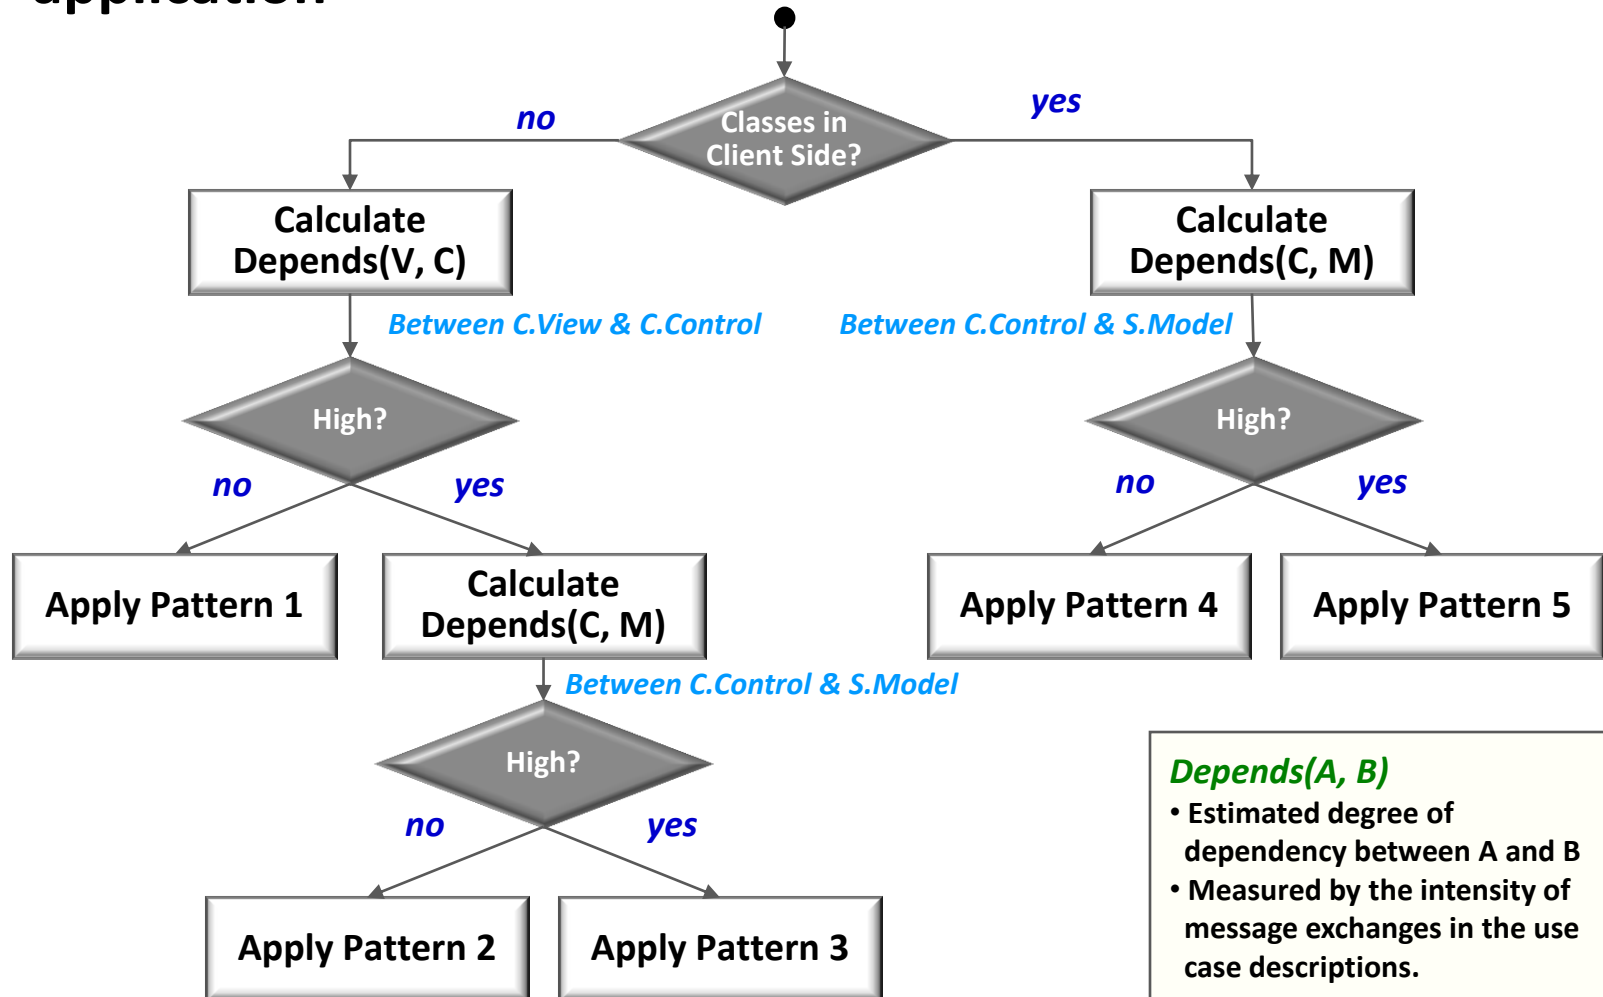 application
Classes in
Client Side?
no
yes
Calculate
Depends(V, C)
Calculate
Depends(C, M)
Between C.View & C.Control
Between C.Control & S.Model
High?
High?
no
yes
no
yes
Apply Pattern 1
Calculate
Depends(C, M)
Apply Pattern 4
Apply Pattern 5
Between C.Control & S.Model
High?
no
yes
Apply Pattern 2
Apply Pattern 3
Depends(A, B)
• Estimated degree of
dependency between A and B
• Measured by the intensity of
message exchanges in the use
case descriptions.